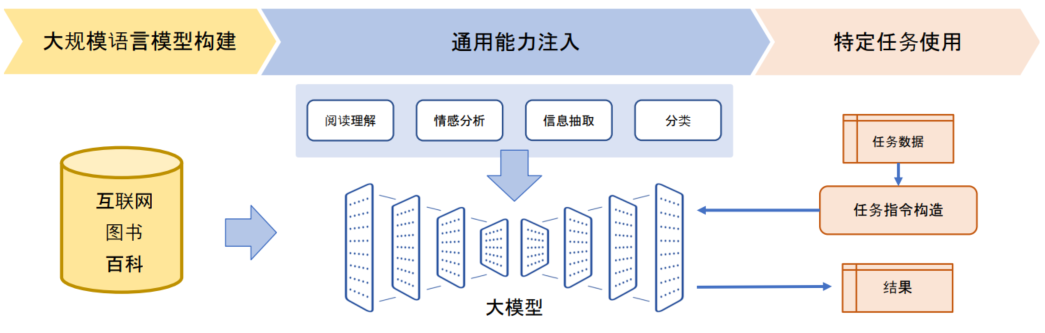 大规模语言模型构建
通用能力注入
特定任务使用
阅读理解
情感分析
信息抽取
分类
互联网
图书
百科
大模型
任务数据
任务指令构造
结果